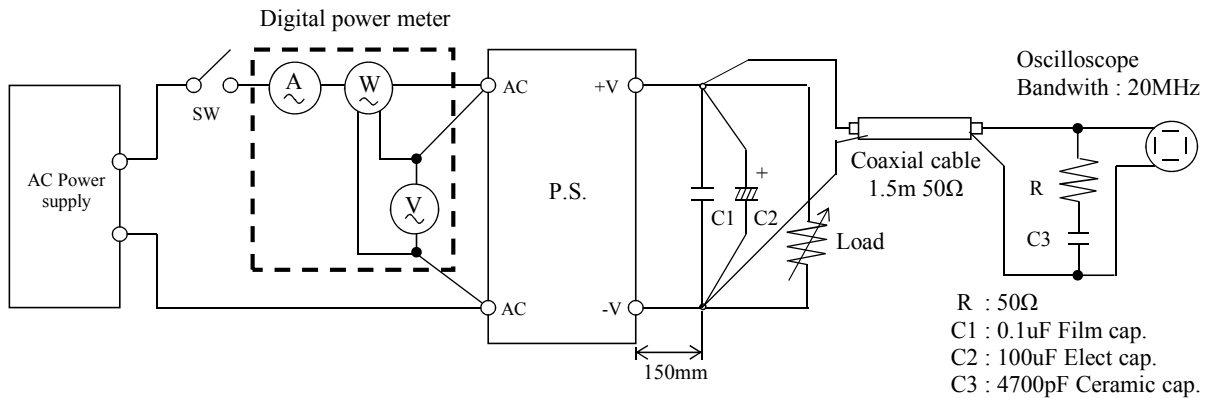 Digital power meter
AC Power
supply
SW
A
W
V
AC
AC
P.S.
+V
-V
150mm
C1
+
C2
Load
Coaxial cable
1.5m 50Ω
Oscilloscope
Bandwith : 20MHz
R
C3
R : 50Ω
C1 : 0.1uF Film cap.
C2 : 100uF Elect cap.
C3 : 4700pF Ceramic cap.